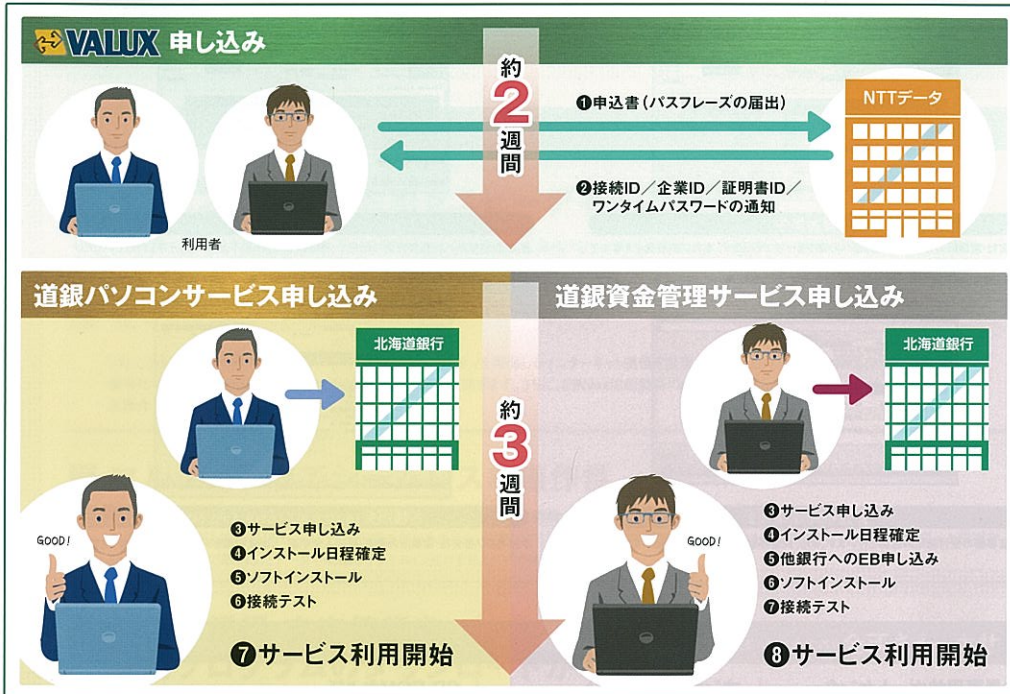 VALUX 申し込み
約2週間
❶申込書(パスフレーズの届出)
NTTデータ
❷接続ID／企業ID／証明書ID／
ワンタイムパスワードの通知
利用者
道銀パソコンサービス申し込み
北海道銀行
約3週間
GOOD!
❸サービス申し込み
❹インストール日程確定
❺ソフトインストール
❻接続テスト
❼サービス利用開始
道銀資金管理サービス申し込み
北海道銀行
GOOD!
❸サービス申し込み
❹インストール日程確定
❺他銀行へのEB申し込み
❻ソフトインストール
❼接続テスト
❽サービス利用開始